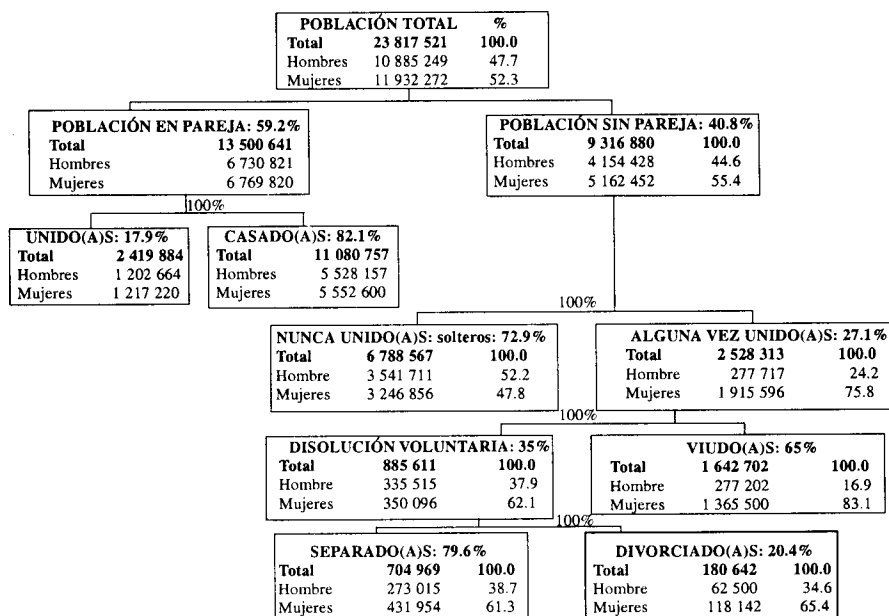 POBLACIÓN TOTAL %
Total 23 817 521 100.0
Hombres 10 885 249 47.7
Mujeres 11 932 272 52.3
POBLACIÓN EN PAREJA: 59.2%
Total 13 500 641
Hombres 6 730 821
Mujeres 6 769 820
POBLACIÓN SIN PAREJA: 40.8%
Total 9 316 880 100.0
Hombres 4 154 428 44.6
Mujeres 5 162 452 55.4
100%
UNIDO(A)S: 17.9%
Total 2 419 884
Hombres 1 202 664
Mujeres 1 217 220
CASADO(A)S: 82.1%
Total 11 080 757
Hombres 5 528 157
Mujeres 5 552 600
100%
NUNCA UNIDO(A)S: solteros: 72.9%
Total 6 788 567 100.0
Hombre 3 541 711 52.2
Mujeres 3 246 856 47.8
ALGUNA VEZ UNIDO(A)S: 27.1%
Total 2 528 313 100.0
Hombre 277 717 24.2
Mujeres 1 915 596 75.8
100%
DISOLUCIÓN VOLUNTARIA: 35%
Total 885 611 100.0
Hombre 335 515 37.9
Mujeres 350 096 62.1
VIUDO(A)S: 65%
Total 1 642 702 100.0
Hombre 277 202 16.9
Mujeres 1 365 500 83.1
100%
SEPARADO(A)S: 79.6%
Total 704 969 100.0
Hombre 273 015 38.7
Mujeres 431 954 61.3
DIVORCIADO(A)S: 20.4%
Total 180 642 100.0
Hombre 62 500 34.6
Mujeres 118 142 65.4